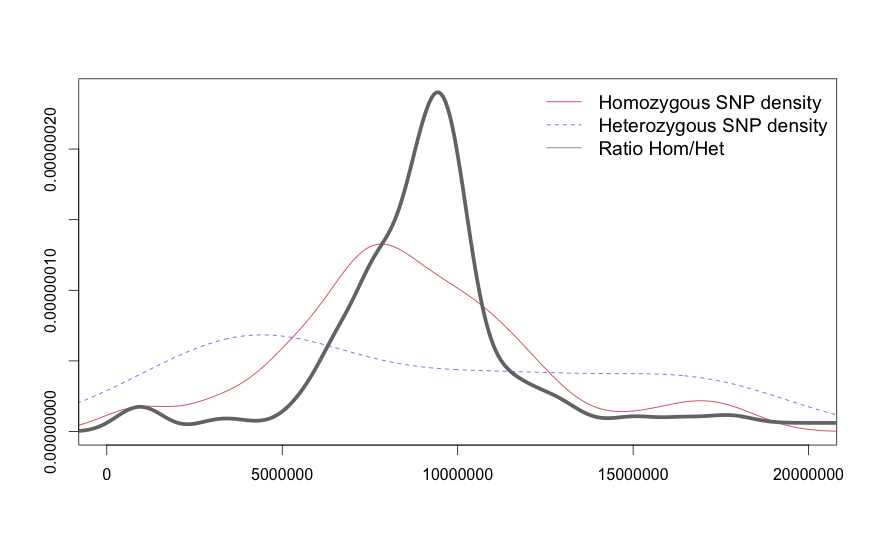 Homozygous SNP density
Heterozygous SNP density
Ratio Hom/Het
0.00000020
0.00000010
0.00000000
0 5000000 10000000 15000000 20000000